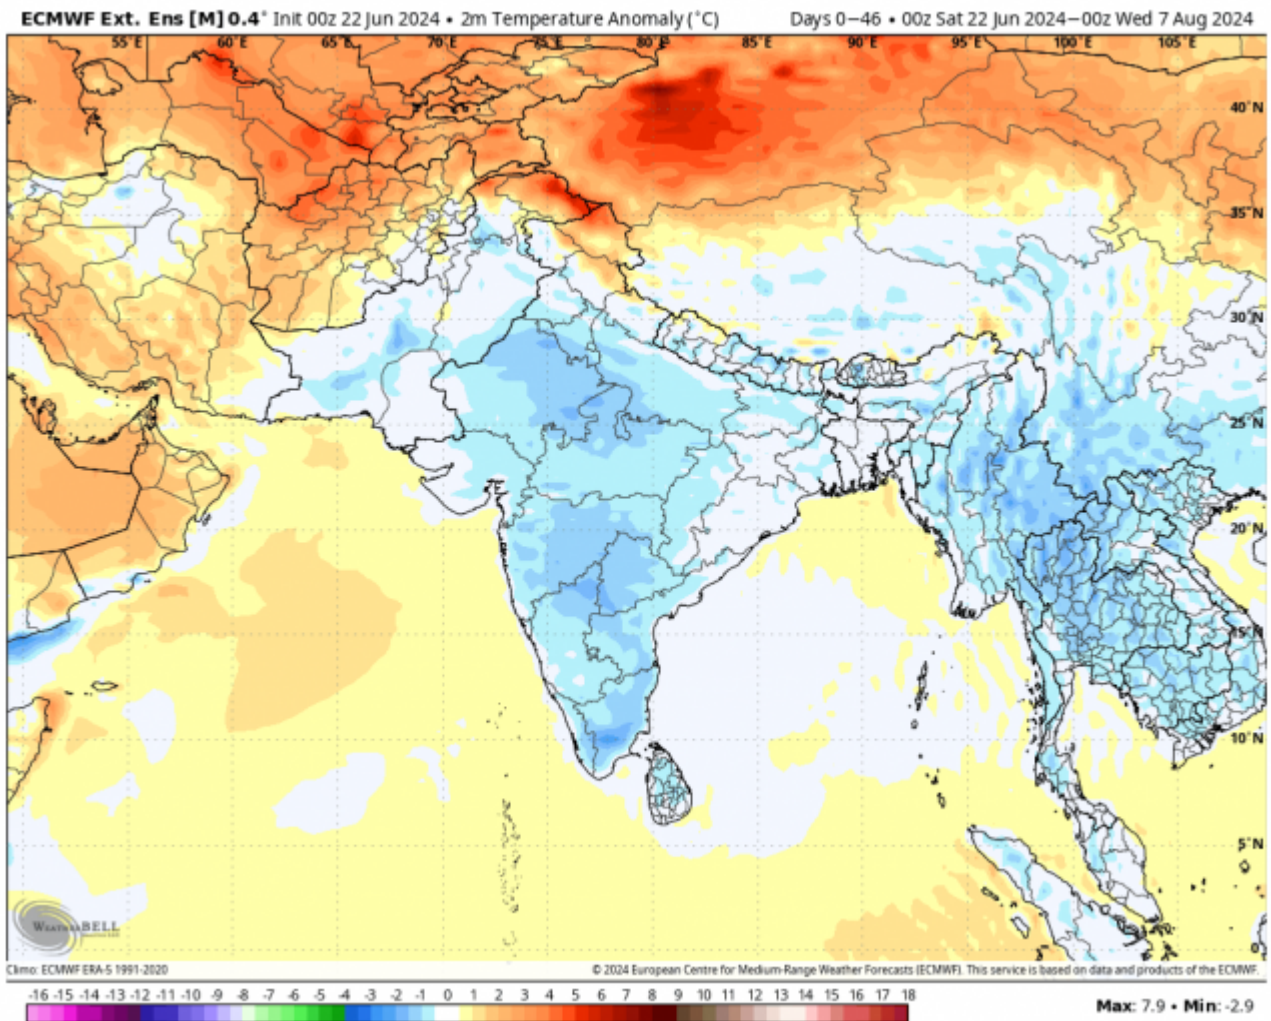 ECMWF Ext. Ens [M] 0.4° Init 00z 22 Jun 2024 • 2m Temperature Anomaly (°C) Days 0−46 • 00z Sat 22 Jun 2024−00z Wed 7 Aug 2024
55°E 60°E 65°E 70°E 75°E 80°E 85°E 90°E 95°E 100°E 105°E
40°N
35°N
30°N
25°N
20°N
15°N
10°N
5°N
0
WeatherBELL
Climo: ECMWF ERA-5 1991-2020 © 2024 European Centre for Medium-Range Weather Forecasts (ECMWF). This service is based on data and products of the ECMWF.
-16 -15 -14 -13 -12 -11 -10 -9 -8 -7 -6 -5 -4 -3 -2 -1 0 1 2 3 4 5 6 7 8 9 10 11 12 13 14 15 16 17 18
Max: 7.9 • Min: -2.9